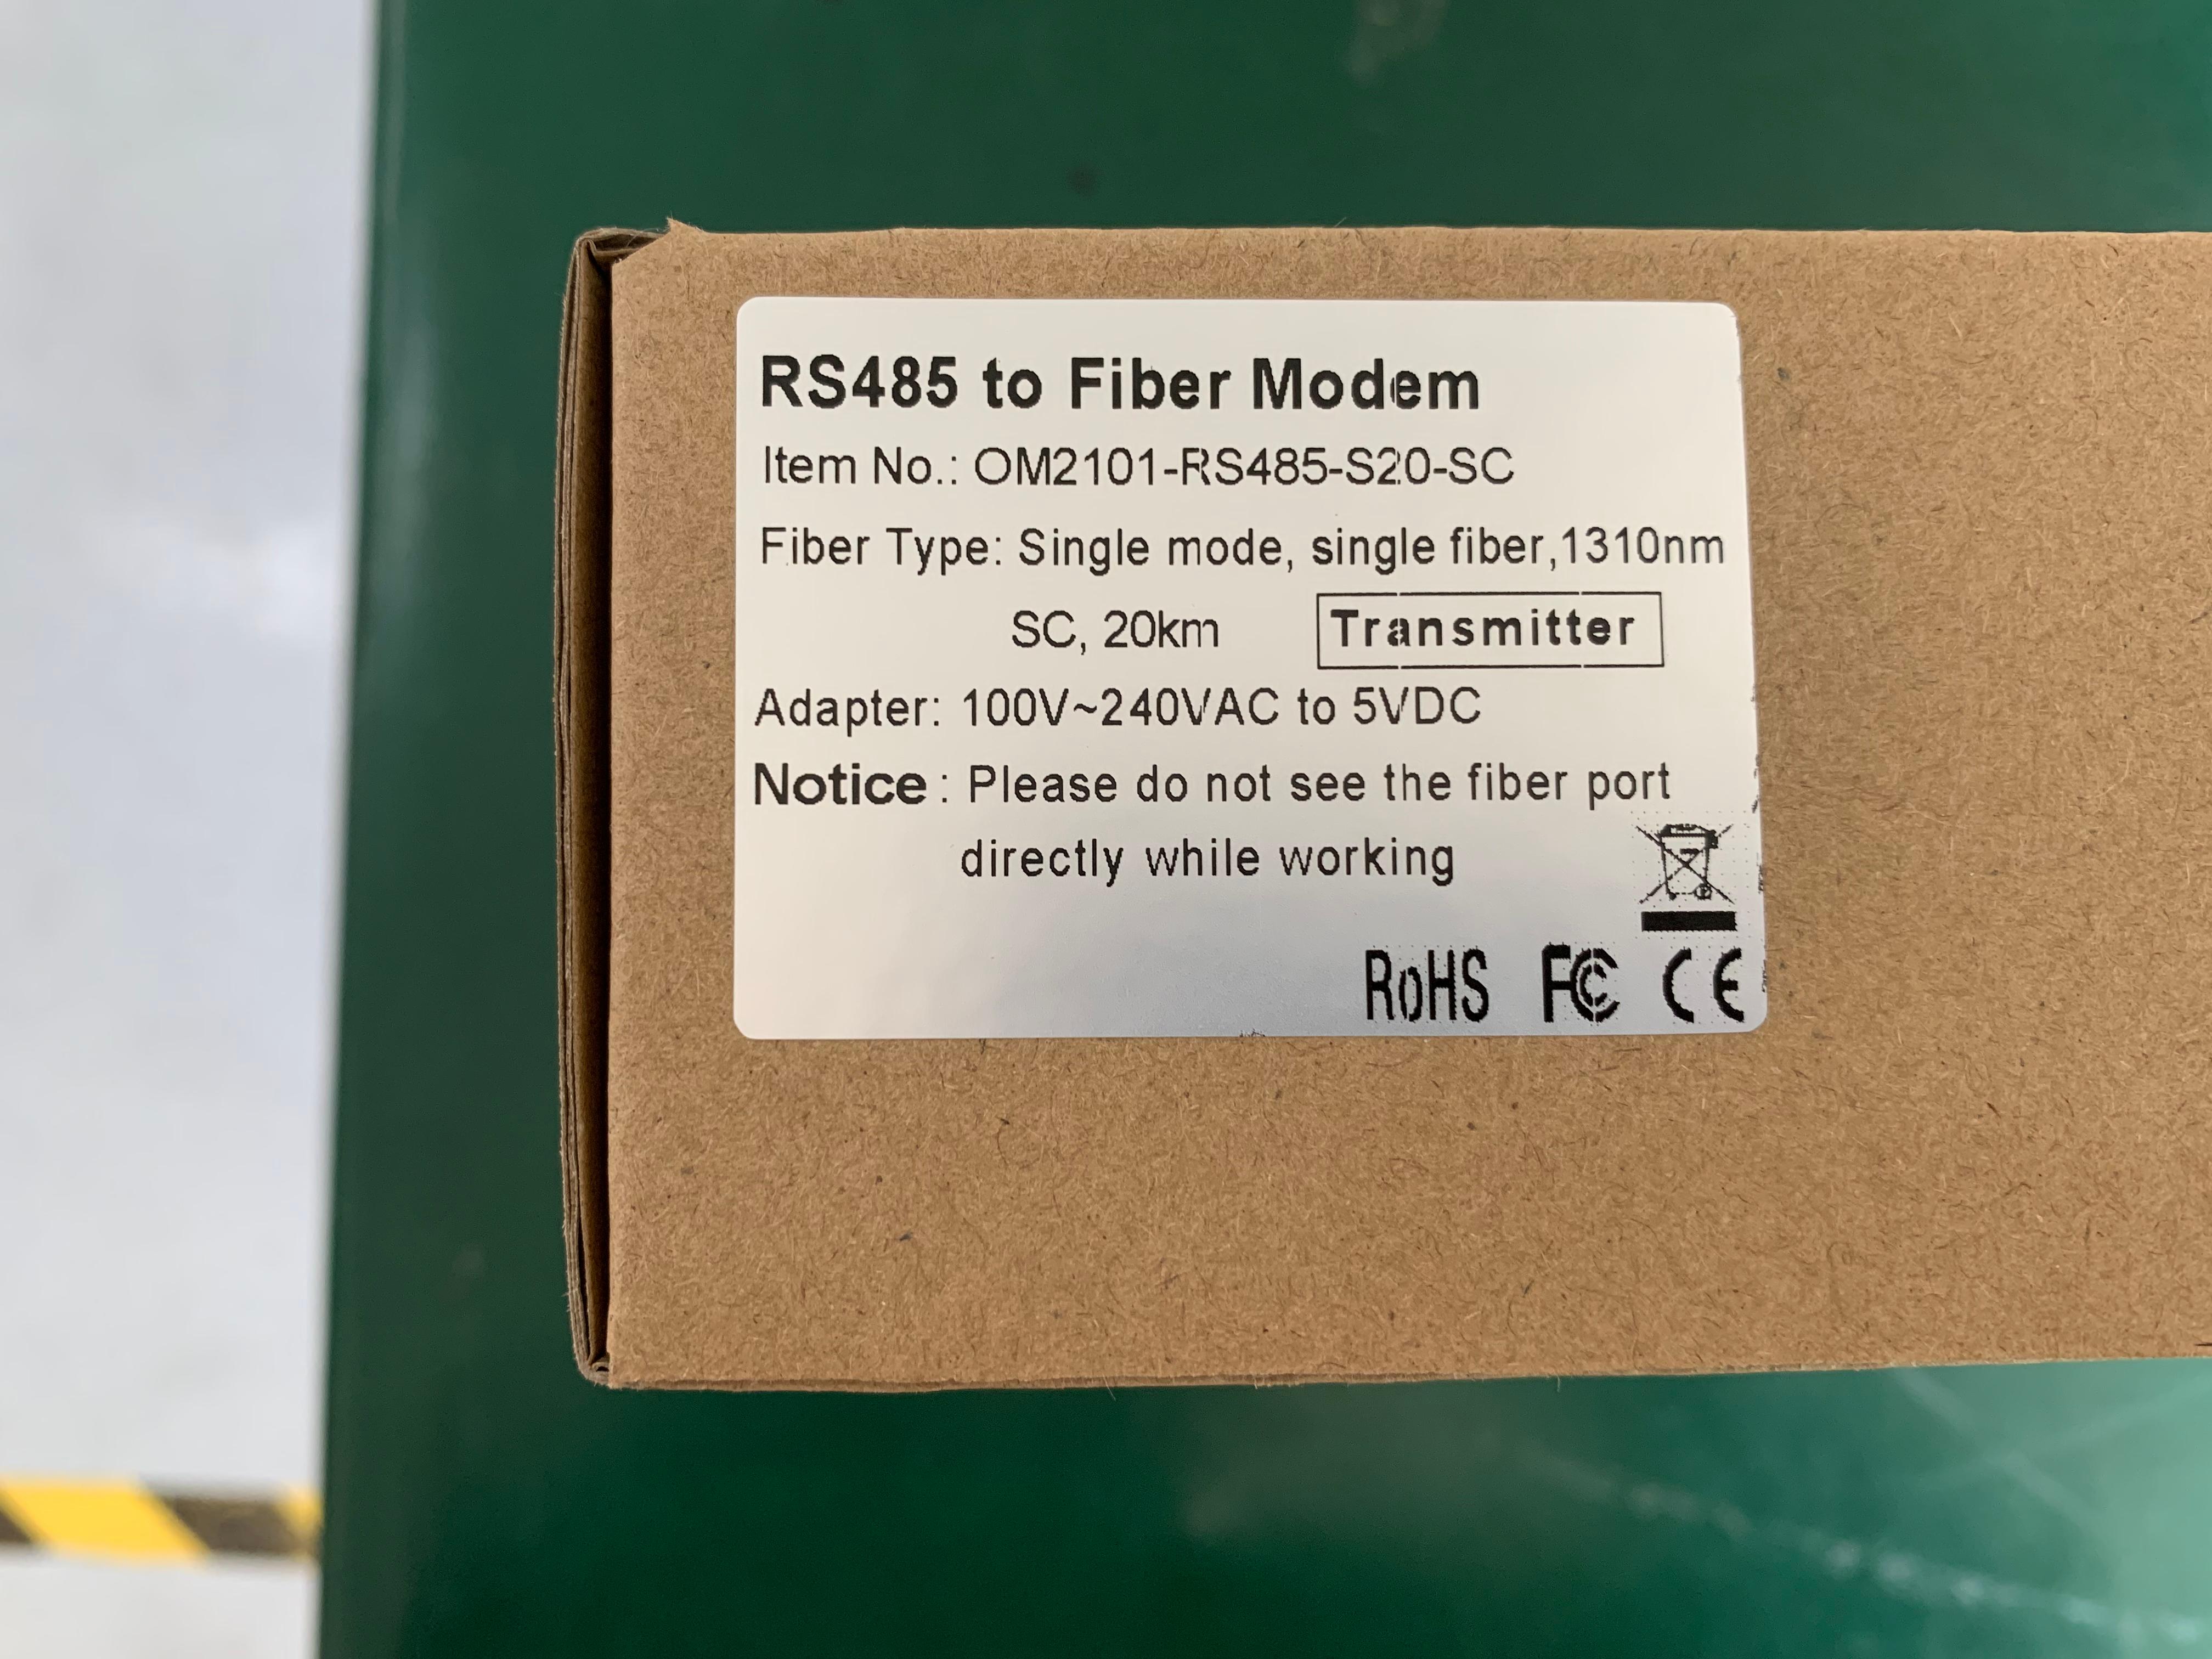 RS485 to Fiber Modem
Item No.: OM2101-RS485-S20-SC
Fiber Type: Single mode, single fiber,1310nm
SC, 20km Transmitter
Adapter: 100V~240VAC to 5VDC
Notice : Please do not see the fiber port
directly while working
RoHS FC CE